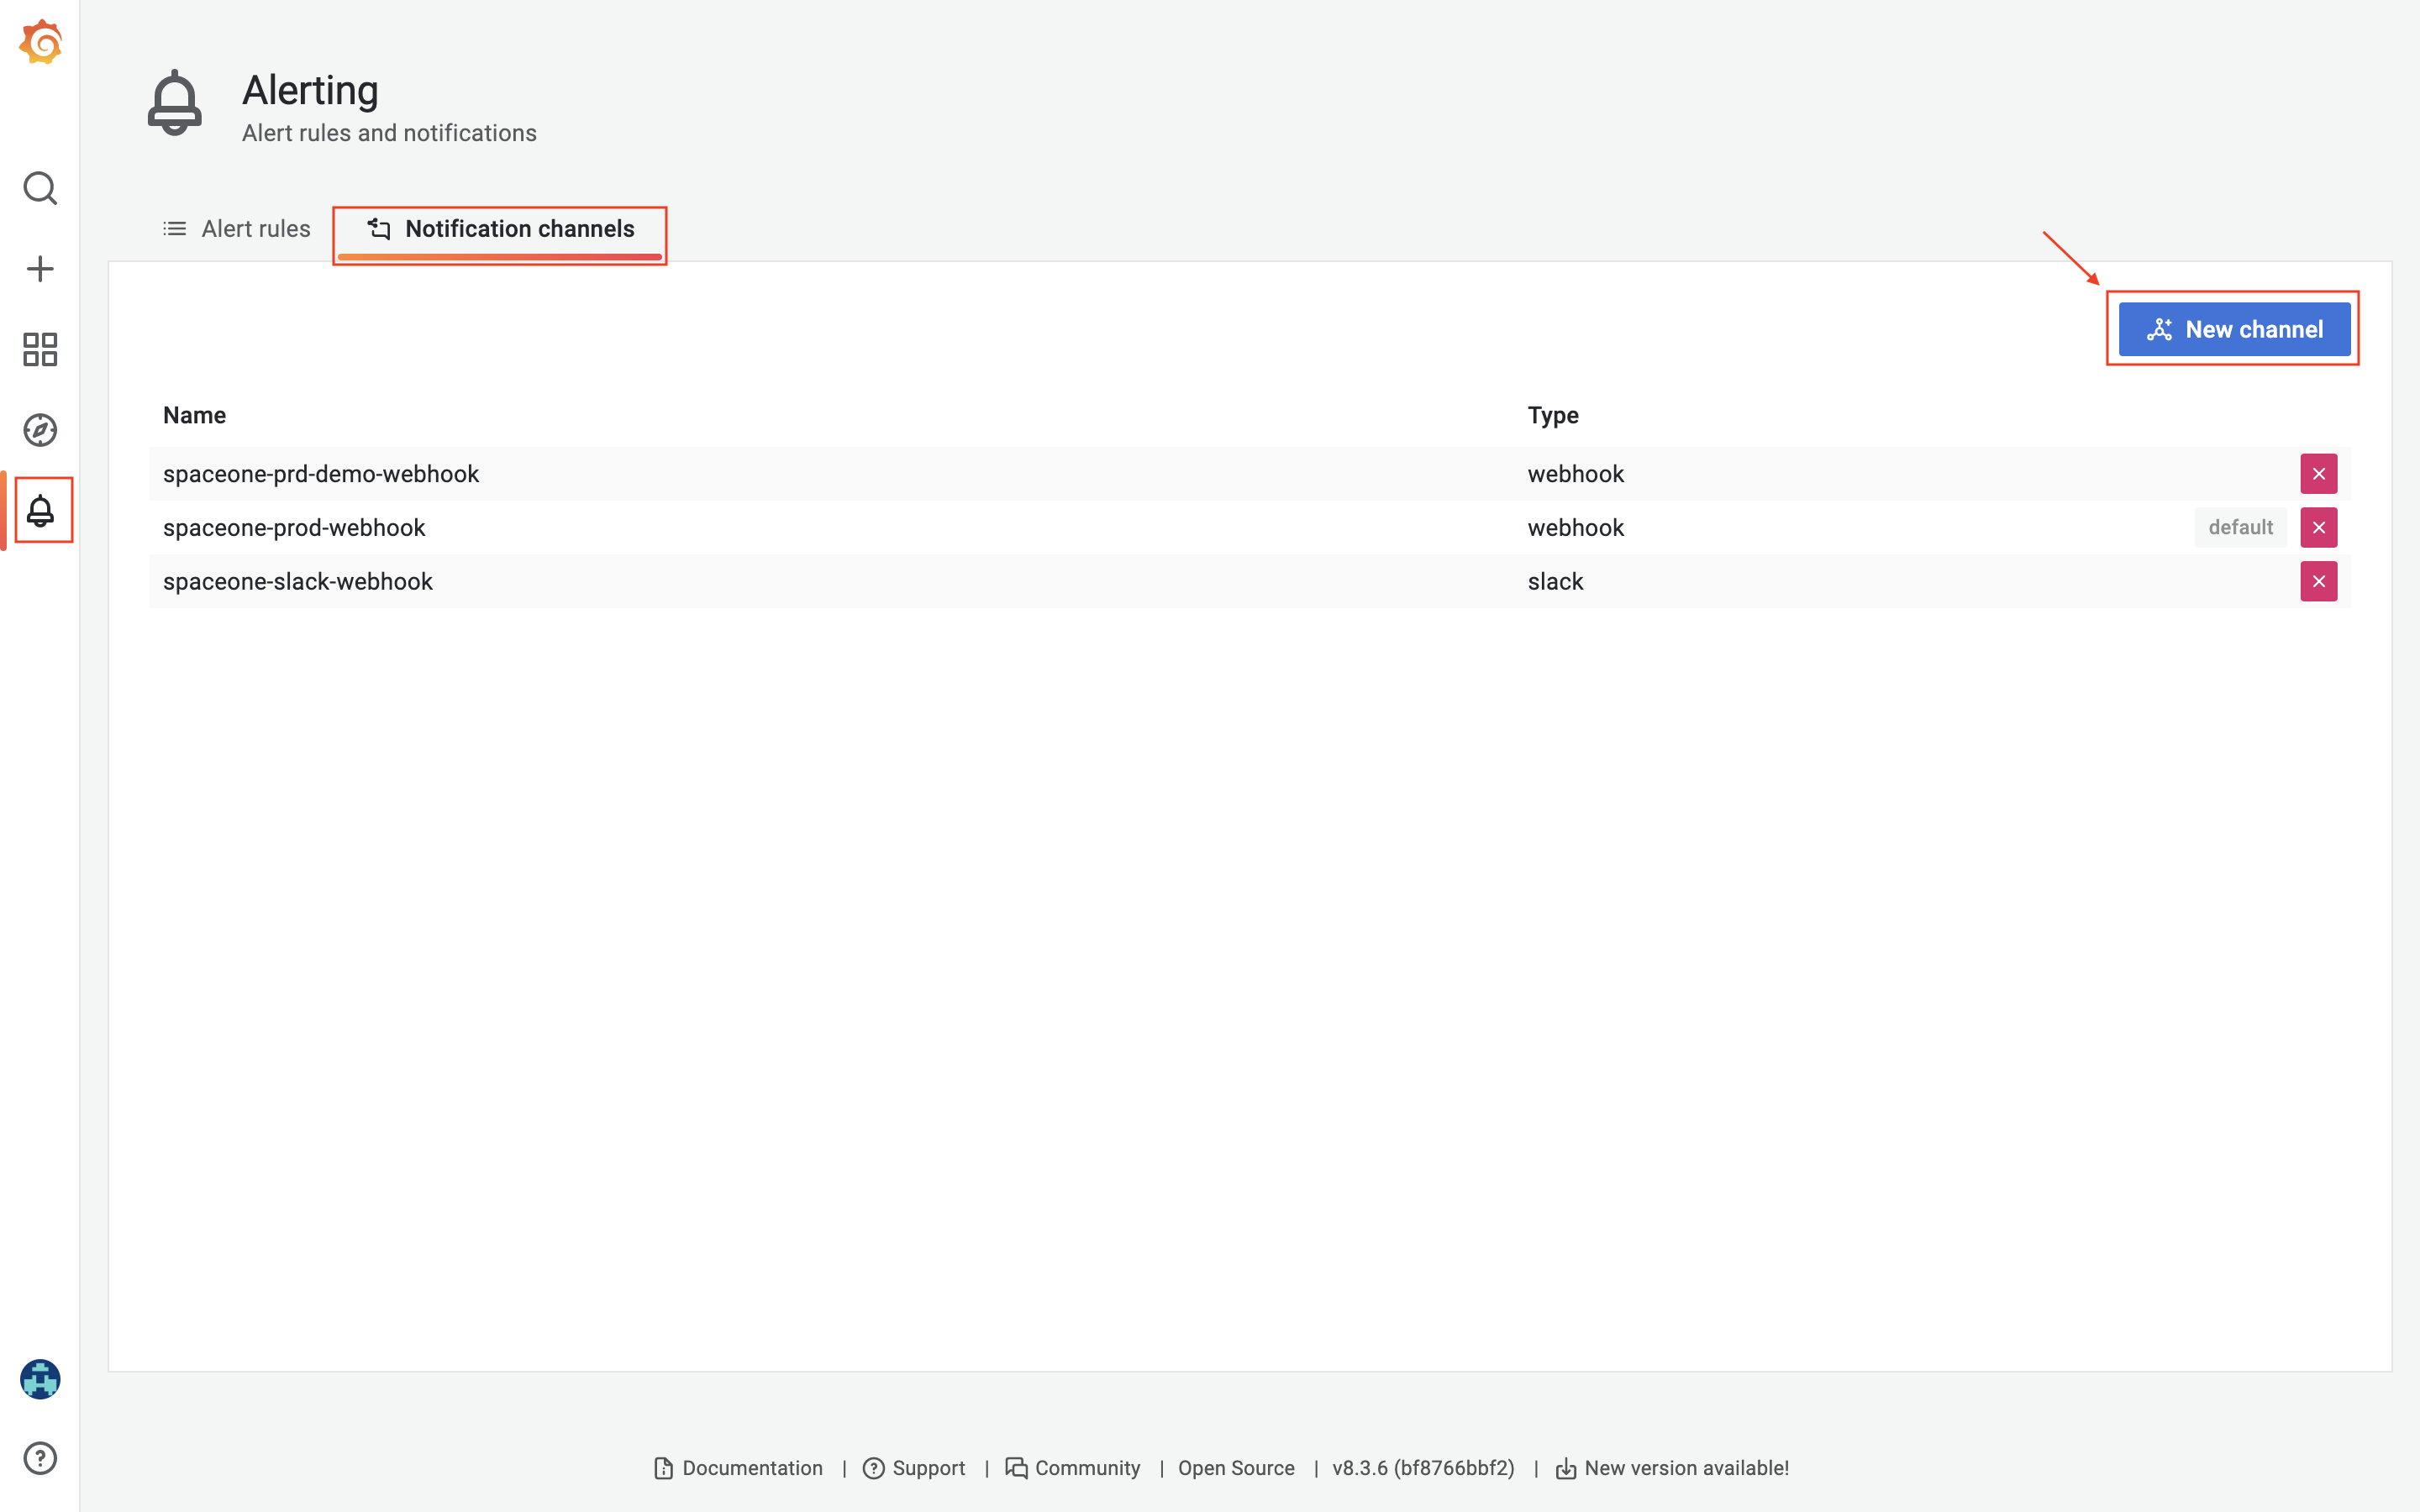 Alerting
Alert rules and notifications
Alert rules
Notification channels
New channel
Name Type
spaceone-prd-demo-webhook webhook
spaceone-prod-webhook webhook default
spaceone-slack-webhook slack
Documentation | Support | Community | Open Source | v8.3.6 (bf8766bbf2) | New version available!